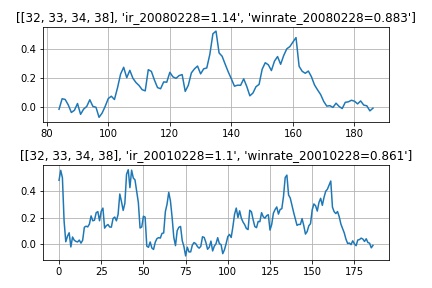 [[32, 33, 34, 38], 'ir_20080228=1.14', 'winrate_20080228=0.883']
0.4
0.2
0.0
80 100 120 140 160 180
[[32, 33, 34, 38], 'ir_20010228=1.1', 'winrate_20010228=0.861']
0.4
0.2
0.0
0 25 50 75 100 125 150 175